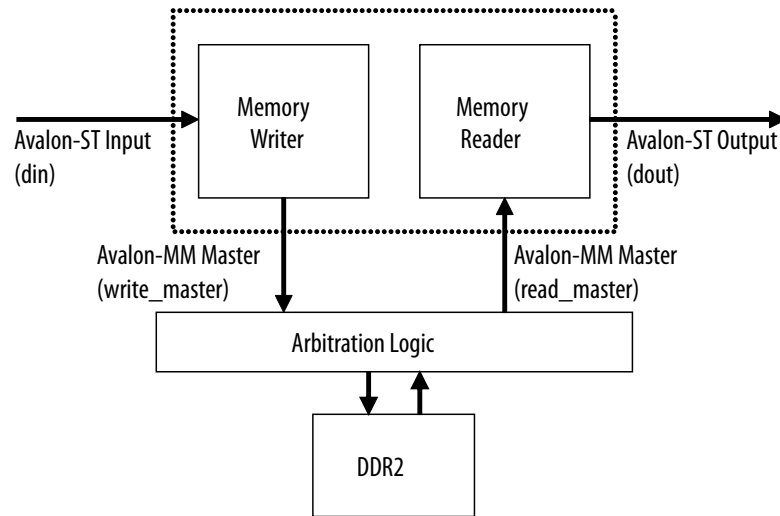 Memory
Writer
Memory
Reader
Avalon-ST Input
(din)
Avalon-ST Output
(dout)
Avalon-MM Master
(write_master)
Avalon-MM Master
(read_master)
Arbitration Logic
DDR2